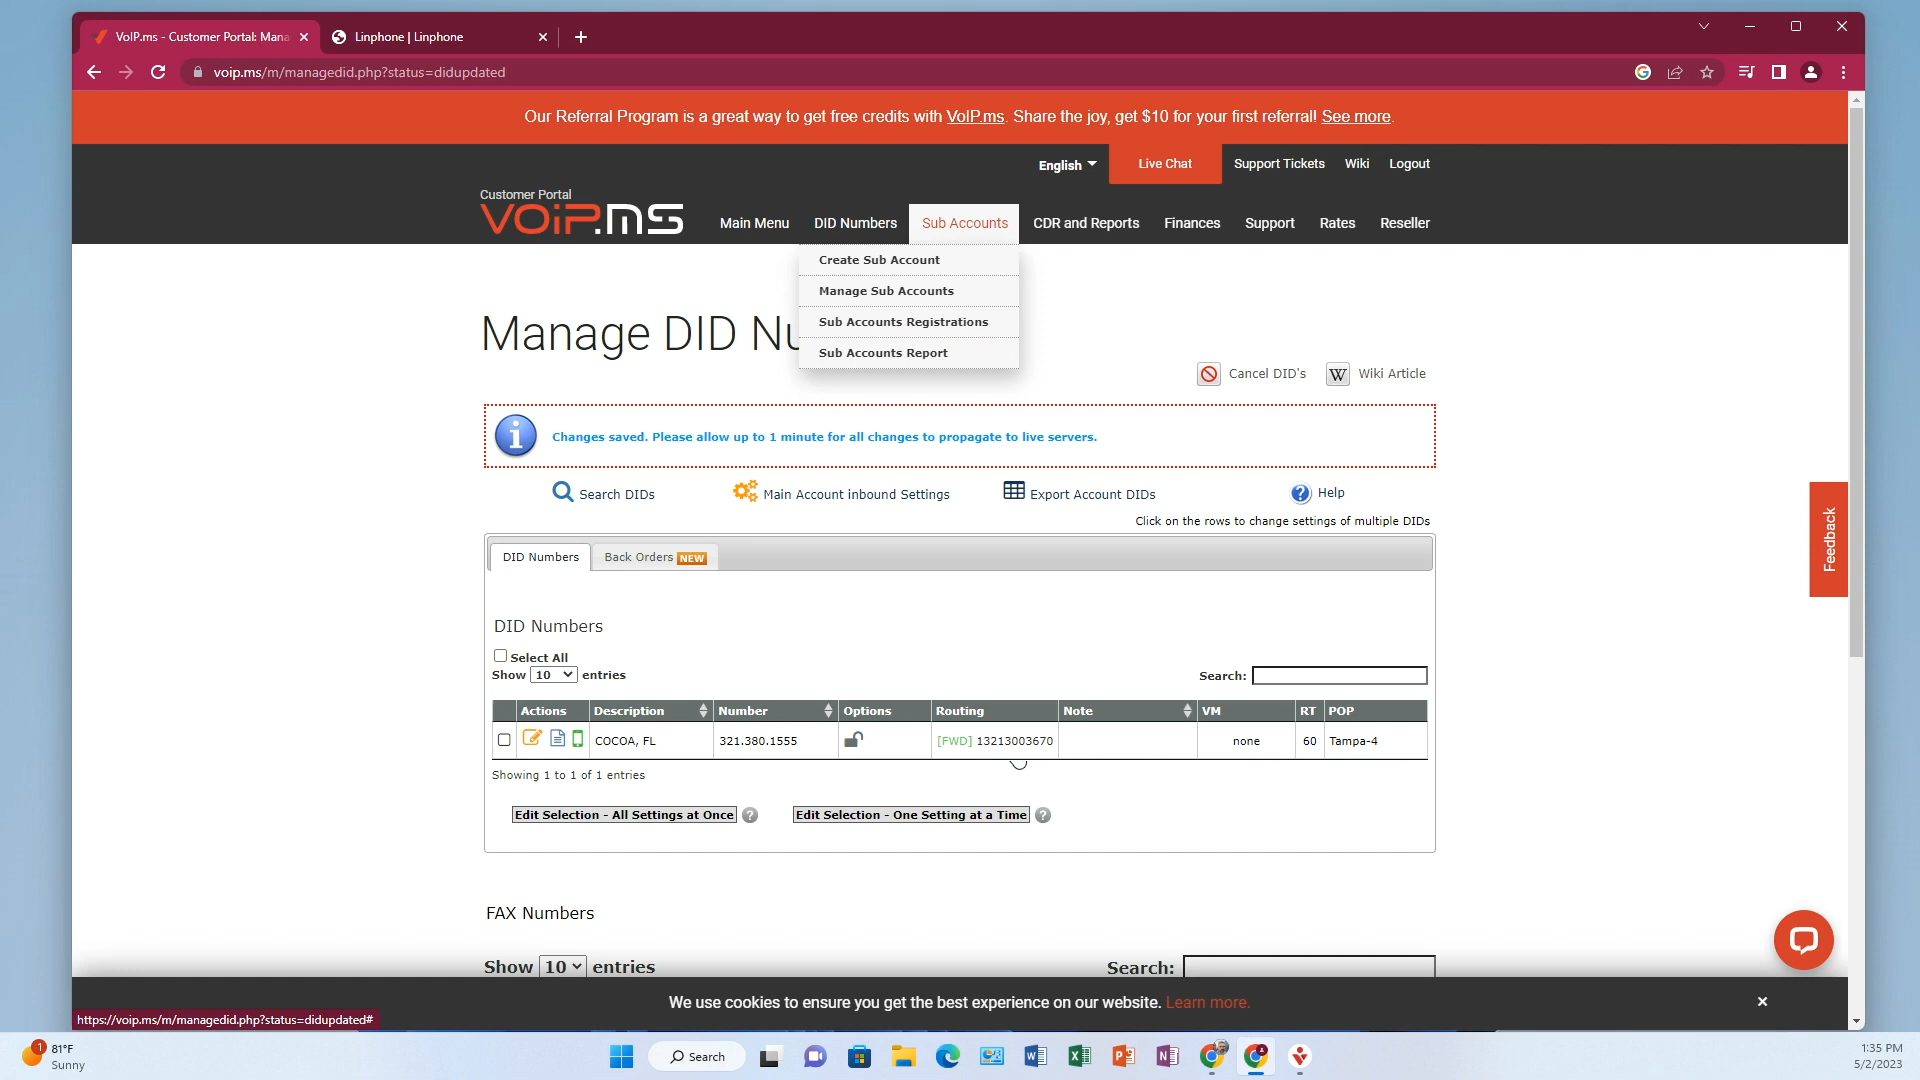 VoIP.ms - Customer Portal: Mana
Linphone | Linphone
voip.ms/m/managedid.php?status=didupdated
Our Referral Program is a great way to get free credits with VoIP.ms. Share the joy, get $10 for your first referral! See more.
English
Live Chat
Support Tickets
Wiki
Logout
Customer Portal
VOiP.MS
Main Menu
DID Numbers
Sub Accounts
CDR and Reports
Finances
Support
Rates
Reseller
Create Sub Account
Manage Sub Accounts
Sub Accounts Registrations
Sub Accounts Report
Manage DID Nu
Cancel DID's
W
Wiki Article
Changes saved. Please allow up to 1 minute for all changes to propagate to live servers.
Search DIDs
Main Account inbound Settings
Export Account DIDs
? Help
Click on the rows to change settings of multiple DIDs
DID Numbers
Back Orders NEW
Feedback
DID Numbers
Select All
Show 10 entries
Search:
Actions Description Number Options Routing Note VM RT POP
COCOA, FL 321.380.1555 [FWD] 13213003670 none 60 Tampa-4
Showing 1 to 1 of 1 entries
Edit Selection - All Settings at Once ?
Edit Selection - One Setting at a Time ?
FAX Numbers
Show 10 entries
Search:
We use cookies to ensure you get the best experience on our website. Learn more.
https://voip.ms/m/managedid.php?status=didupdated#
1
81°F
Sunny
Search
1:35 PM
5/2/2023